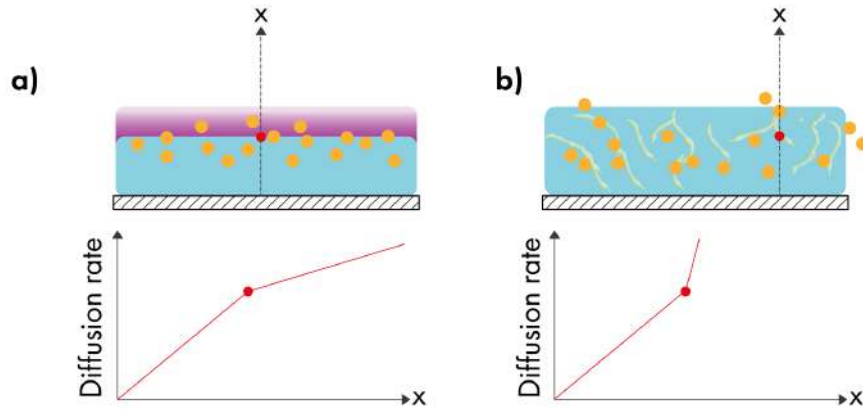 x
a)
Diffusion rate
x
x
b)
Diffusion rate
x